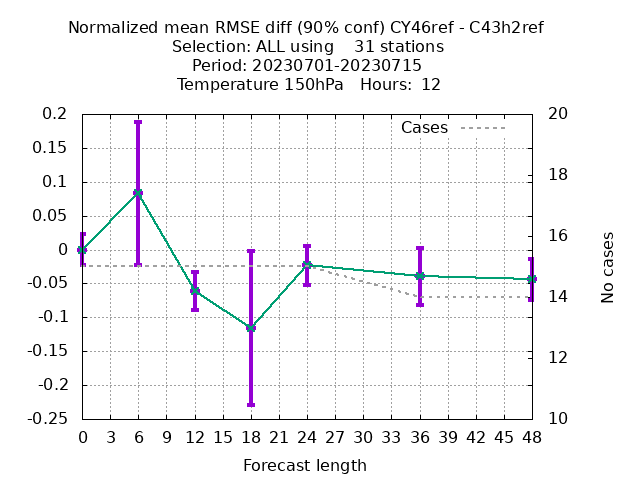 Normalized mean RMSE diff (90% conf) CY46ref - C43h2ref
Selection: ALL using    31 stations
Period: 20230701-20230715
Temperature 150hPa   Hours:  12
0.2
0.15
0.1
0.05
0
-0.05
-0.1
-0.15
-0.2
-0.25
Cases
20
18
16
14
12
10
No cases
0 3 6 9 12 15 18 21 24 27 30 33 36 39 42 45 48
Forecast length